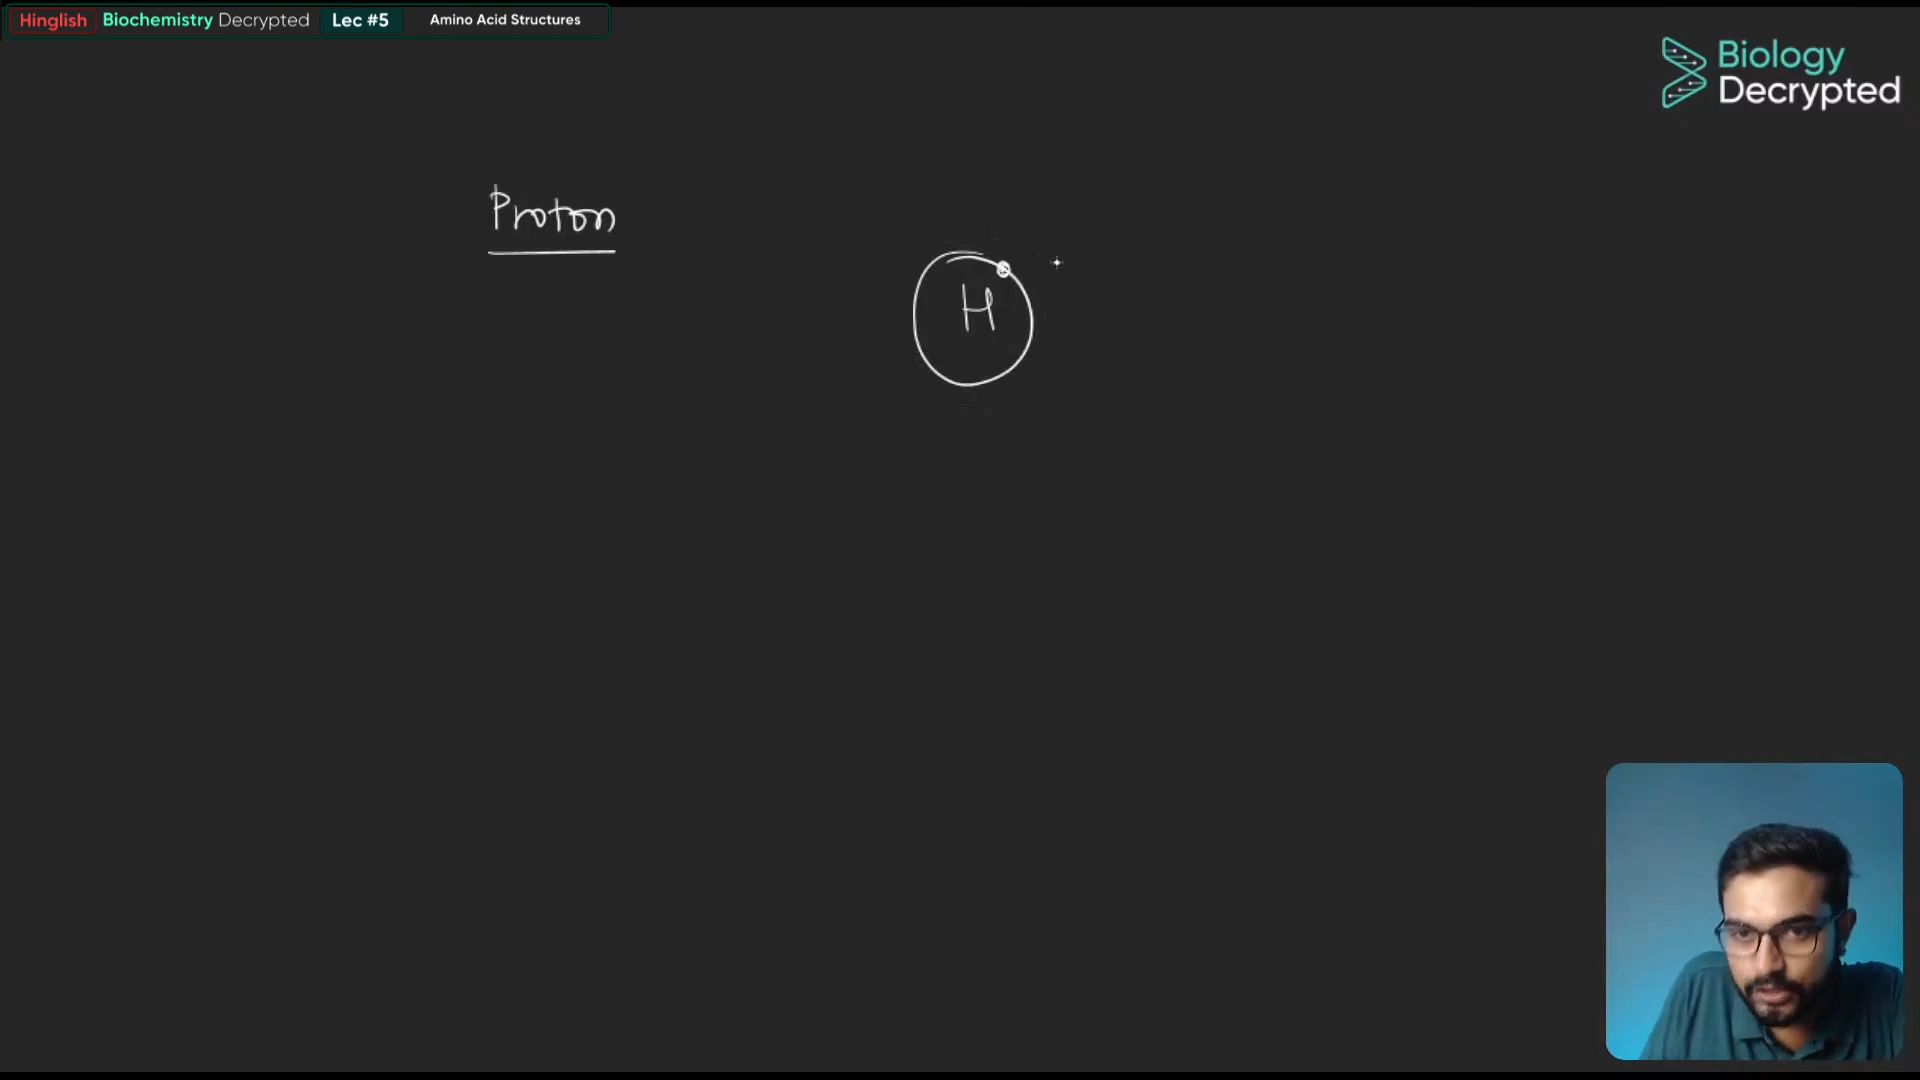 Hinglish Biochemistry Decrypted Lec #5 Amino Acid Structures
Biology
Decrypted
Proton
H